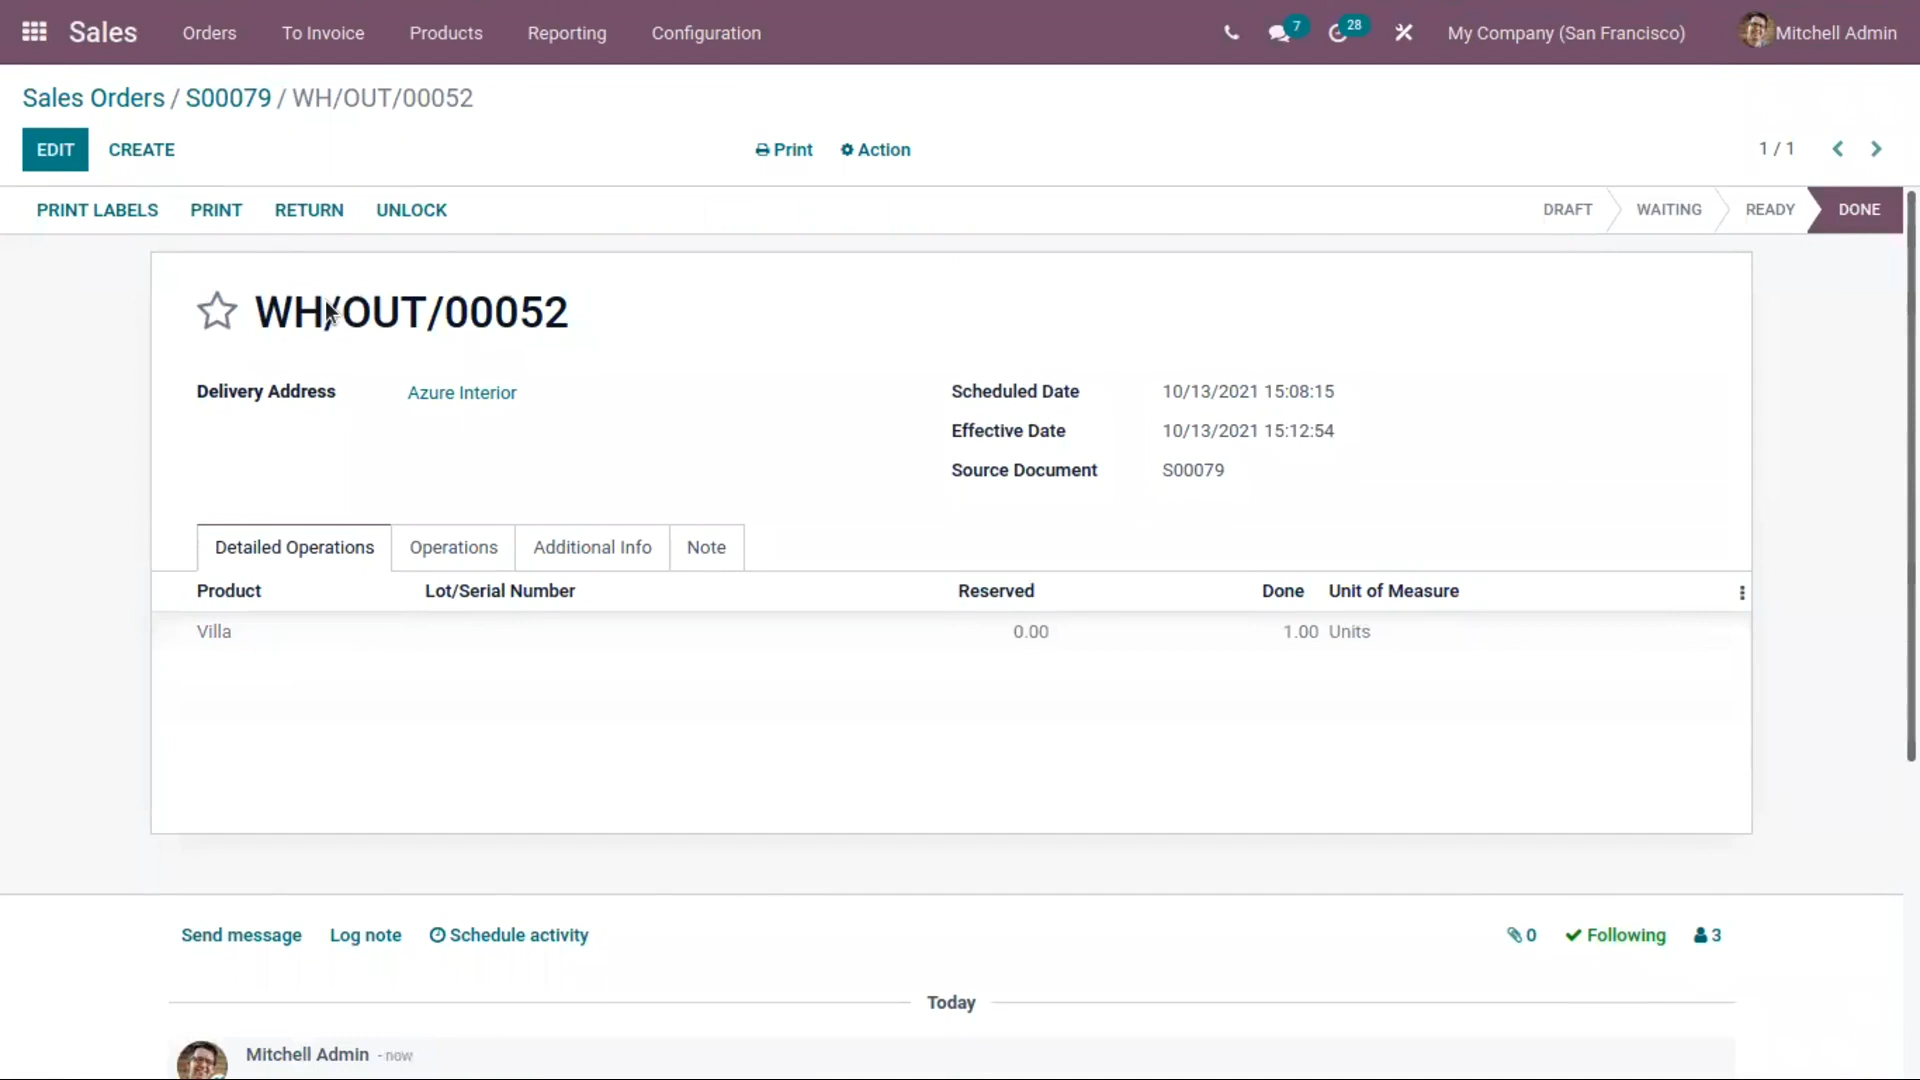 Sales Orders To Invoice Products Reporting Configuration 7 28 My Company (San Francisco) Mitchell Admin
Sales Orders / S00079 / WH/OUT/00052
EDIT CREATE Print Action 1 / 1
PRINT LABELS PRINT RETURN UNLOCK DRAFT WAITING READY DONE
WH/OUT/00052
Delivery Address Azure Interior Scheduled Date 10/13/2021 15:08:15
Effective Date 10/13/2021 15:12:54
Source Document S00079
Detailed Operations Operations Additional Info Note
Product Lot/Serial Number Reserved Done Unit of Measure
Villa 0.00 1.00 Units
Send message Log note Schedule activity 0 Following 3
Today
Mitchell Admin - now